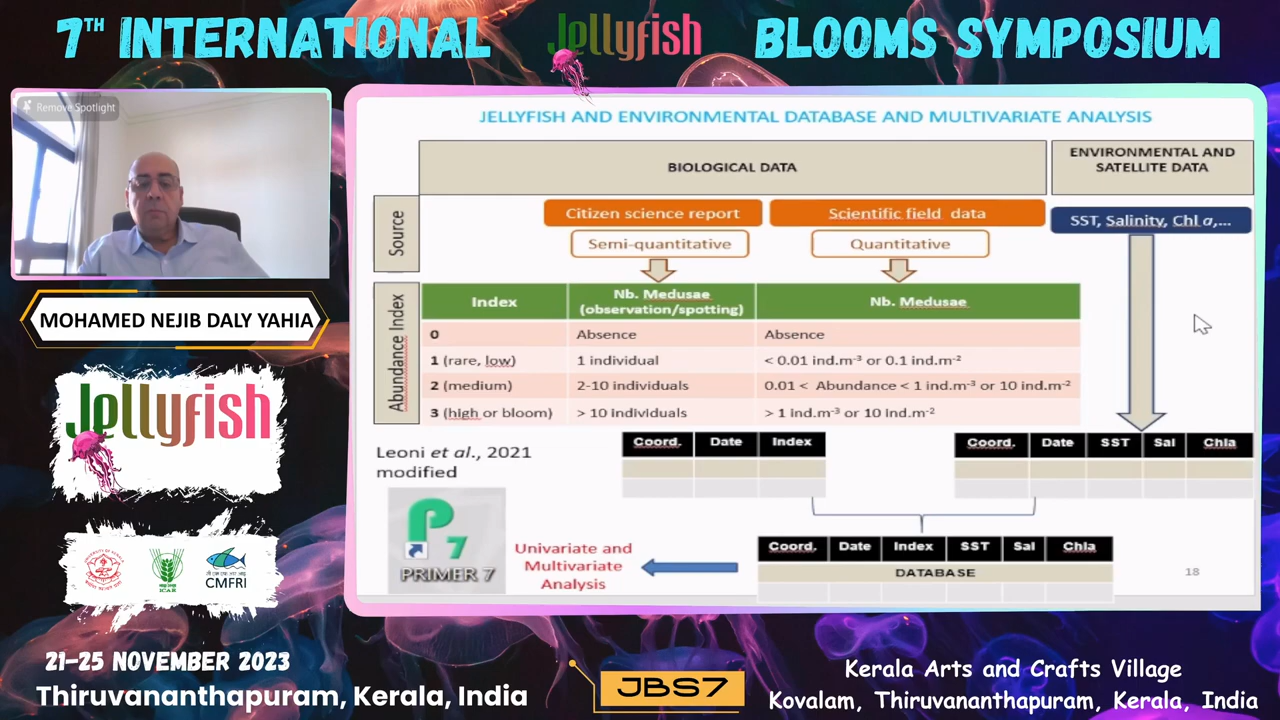 7TH INTERNATIONAL Jellyfish BLOOMS SYMPOSIUM
Remove Spotlight
MOHAMED NEJIB DALY YAHIA
Jellyfish
ICAR
CMFRI
21-25 NOVEMBER 2023
Thiruvananthapuram, Kerala, India
JELLYFISH AND ENVIRONMENTAL DATABASE AND MULTIVARIATE ANALYSIS
BIOLOGICAL DATA
ENVIRONMENTAL AND
SATELLITE DATA
Source
Citizen science report
Scientific field data
SST, Salinity, Chl a,...
Semi-quantitative
Quantitative
Abundance Index
Index
Nb. Medusae
(observation/spotting)
Nb. Medusae
0 Absence Absence
1 (rare, low) 1 individual < 0.01 ind.m⁻³ or 0.1 ind.m⁻²
2 (medium) 2-10 individuals 0.01 < Abundance < 1 ind.m⁻³ or 10 ind.m⁻²
3 (high or bloom) > 10 individuals > 1 ind.m⁻³ or 10 ind.m⁻²
Leoni et al., 2021
modified
Coord. Date Index
Coord. Date SST Sal Chla
P 7
PRIMER 7
Univariate and
Multivariate
Analysis
Coord. Date Index SST Sal Chla
DATABASE
18
JBS7
Kerala Arts and Crafts Village
Kovalam, Thiruvananthapuram, Kerala, India